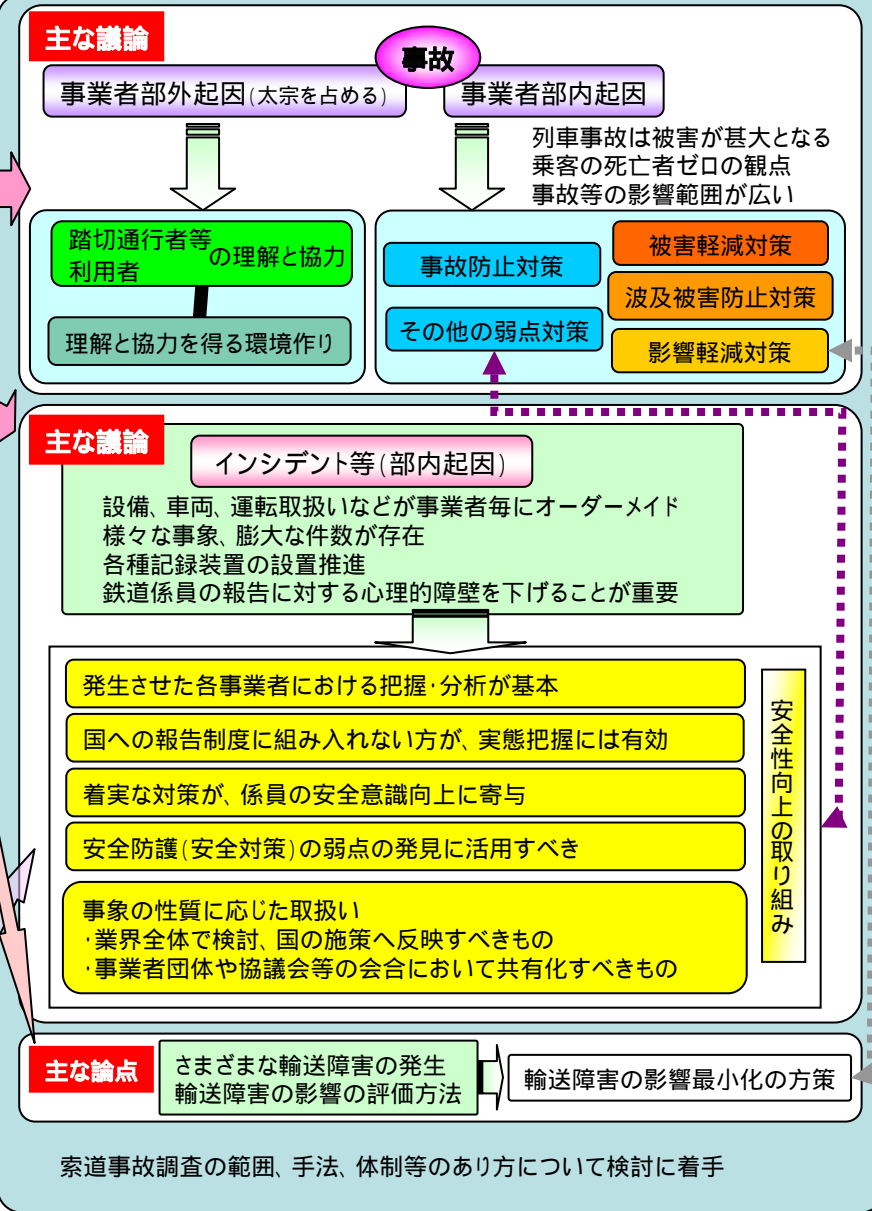 主な議論
事故
事業者部外起因(太宗を占める)
事業者部内起因
列車事故は被害が甚大となる
乗客の死亡者ゼロの観点
事故等の影響範囲が広い
踏切通行者等
利用者
の理解と協力
理解と協力を得る環境作り
事故防止対策
その他の弱点対策
被害軽減対策
波及被害防止対策
影響軽減対策
主な議論
インシデント等(部内起因)
設備、車両、運転取扱いなどが事業者毎にオーダーメイド
様々な事象、膨大な件数が存在
各種記録装置の設置推進
鉄道係員の報告に対する心理的障壁を下げることが重要
発生させた各事業者における把握・分析が基本
国への報告制度に組み入れない方が、実態把握には有効
着実な対策が、係員の安全意識向上に寄与
安全防護(安全対策)の弱点の発見に活用すべき
事象の性質に応じた取扱い
・業界全体で検討、国の施策へ反映すべきもの
・事業者団体や協議会等の会合において共有化すべきもの
安全性向上の取り組み
主な論点
さまざまな輸送障害の発生
輸送障害の影響の評価方法
輸送障害の影響最小化の方策
索道事故調査の範囲、手法、体制等のあり方について検討に着手